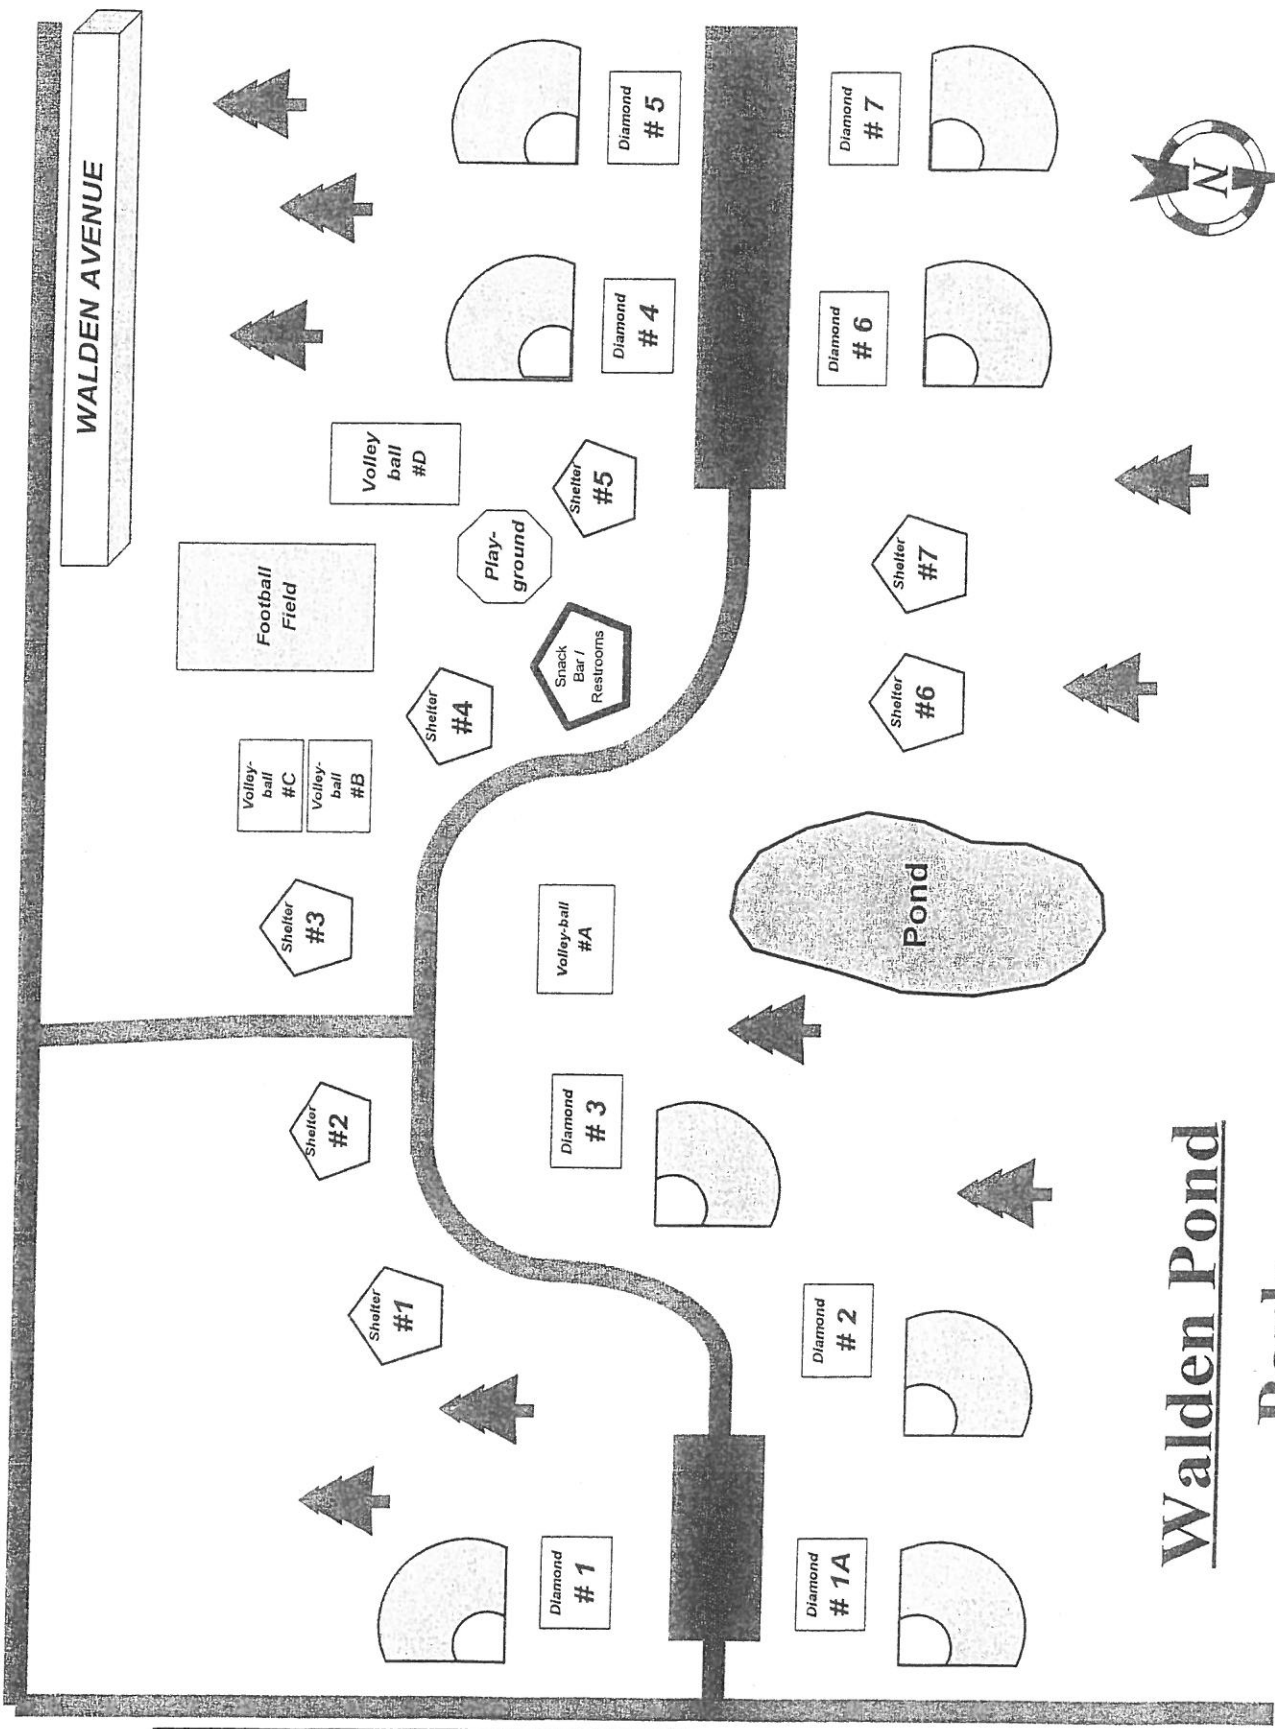 WALDEN AVENUE
Football
Field
Volley-
ball
#C
Volley-
ball
#B
Shelter
#3
Shelter
#2
Shelter
#1
Volley
ball
#D
Shelter
#4
Play-
ground
Snack
Bar /
Restrooms
Shelter
#5
Diamond
# 1
Diamond
# 3
Volley-ball
#A
Diamond
# 4
Diamond
# 5
Diamond
# 1A
Diamond
# 2
Pond
Shelter
#6
Shelter
#7
Diamond
# 6
Diamond
# 7
N
Walden Pond